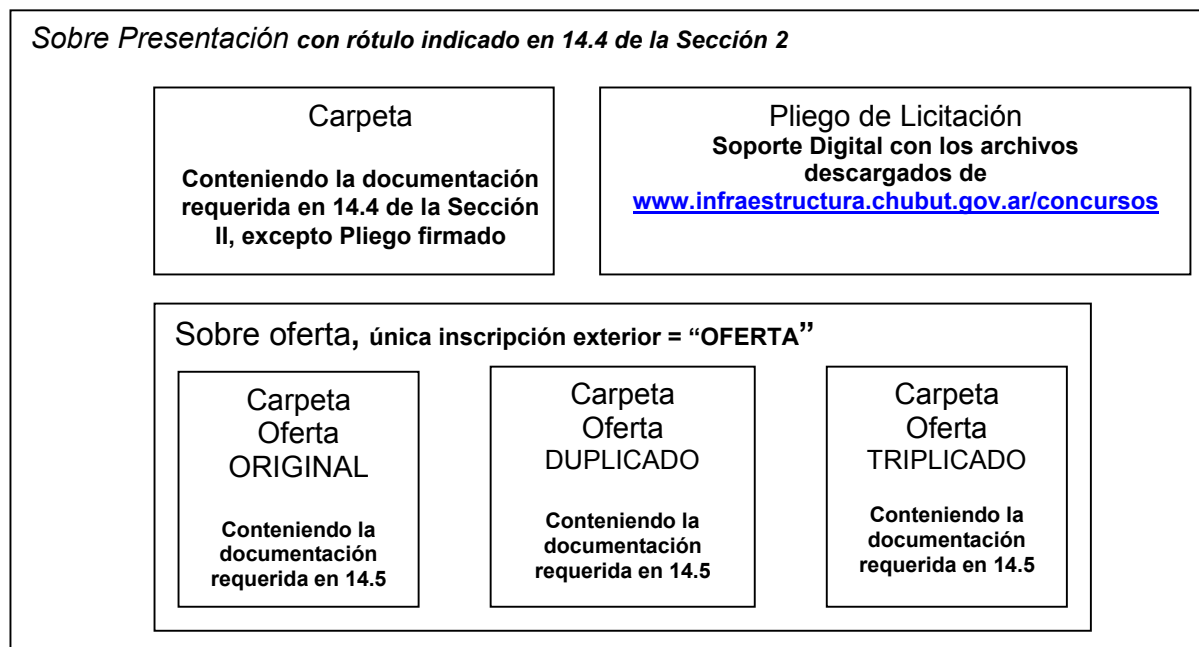 Sobre Presentación con rótulo indicado en 14.4 de la Sección 2
Carpeta
Conteniendo la documentación
requerida en 14.4 de la Sección
II, excepto Pliego firmado
Pliego de Licitación
Soporte Digital con los archivos
descargados de
www.infraestructura.chubut.gov.ar/concursos
Sobre oferta, única inscripción exterior = “OFERTA”
Carpeta
Oferta
ORIGINAL
Conteniendo la
documentación
requerida en 14.5
Carpeta
Oferta
DUPLICADO
Conteniendo la
documentación
requerida en 14.5
Carpeta
Oferta
TRIPLICADO
Conteniendo la
documentación
requerida en 14.5